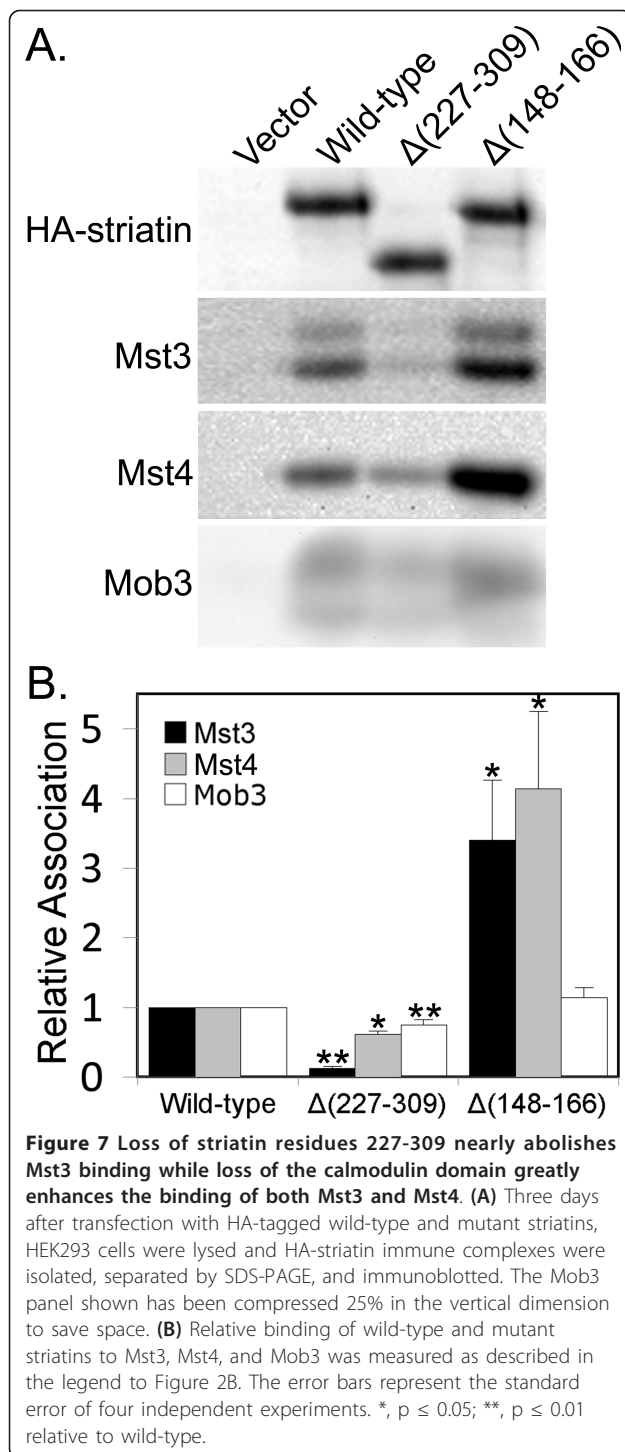 A.
Vector
Wild-type
Δ(227-309)
Δ(148-166)
HA-striatin
Mst3
Mst4
Mob3
B.
Relative Association
5
4
3
2
1
0
Mst3
Mst4
Mob3
**
*
**
*
*
Wild-type
Δ(227-309)
Δ(148-166)
Figure 7 Loss of striatin residues 227-309 nearly abolishes
Mst3 binding while loss of the calmodulin domain greatly
enhances the binding of both Mst3 and Mst4. (A) Three days
after transfection with HA-tagged wild-type and mutant striatins,
HEK293 cells were lysed and HA-striatin immune complexes were
isolated, separated by SDS-PAGE, and immunoblotted. The Mob3
panel shown has been compressed 25% in the vertical dimension
to save space. (B) Relative binding of wild-type and mutant
striatins to Mst3, Mst4, and Mob3 was measured as described in
the legend to Figure 2B. The error bars represent the standard
error of four independent experiments. *, p ≤ 0.05; **, p ≤ 0.01
relative to wild-type.